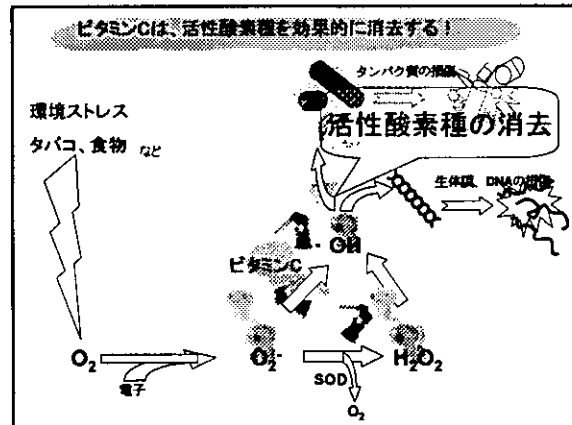 ビタミンCは、活性酸素種を効果的に消去する！
タンパク質の損傷
環境ストレス
タバコ、食物 など
活性酸素種の消去
生体膜、DNAの損傷
・OH
ビタミンC
O₂
電子
O₂・-
SOD
O₂
H₂O₂